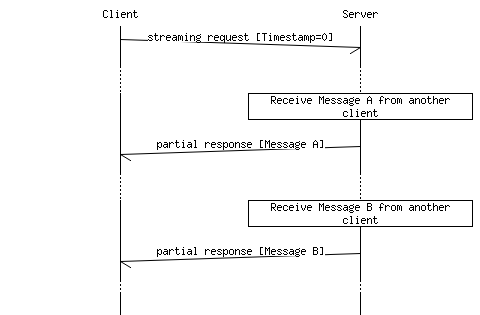 Client
Server
streaming request [Timestamp=0]
Receive Message A from another
client
partial response [Message A]
Receive Message B from another
client
partial response [Message B]